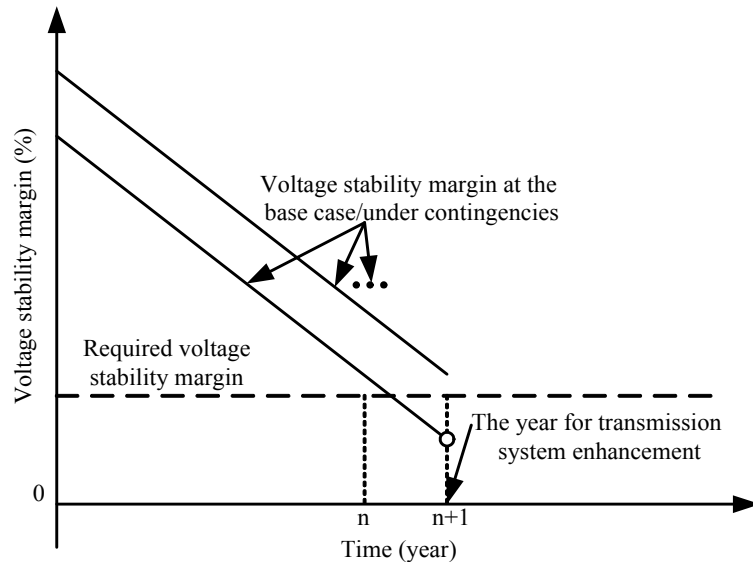 Voltage stability margin (%)
Voltage stability margin at the
base case/under contingencies
Required voltage
stability margin
The year for transmission
system enhancement
0
n
n+1
Time (year)